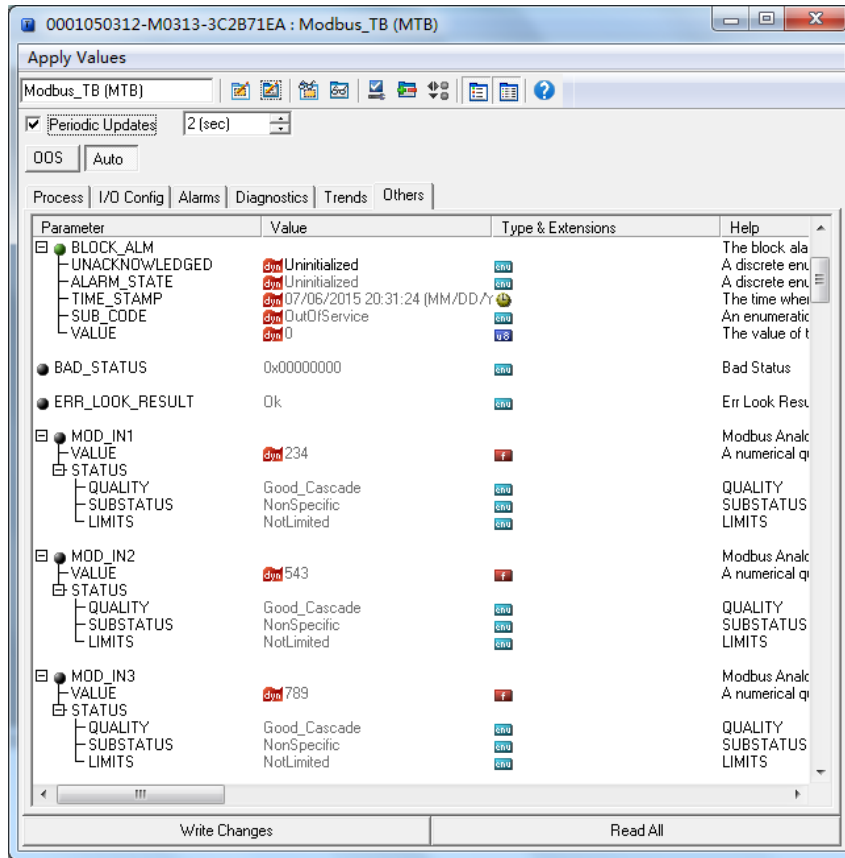 0001050312-M0313-3C2B71EA : Modbus_TB (MTB)
Apply Values
Modbus_TB (MTB)
Periodic Updates 2 (sec)
OOS Auto
Process I/O Config Alarms Diagnostics Trends Others
Parameter Value Type & Extensions Help
BLOCK_ALM The block ala
UNACKNOWLEDGED dyn Uninitialized enu A discrete enu
ALARM_STATE dyn Uninitialized enu A discrete enu
TIME_STAMP dyn 07/06/2015 20:31:24 (MM/DD/Y The time wher
SUB_CODE dyn OutOfService enu An enumeratic
VALUE dyn 0 u8 The value of t
BAD_STATUS 0x00000000 enu Bad Status
ERR_LOOK_RESULT Ok enu Err Look Resu
MOD_IN1 Modbus Analc
VALUE dyn 234 f A numerical qu
STATUS
QUALITY Good_Cascade enu QUALITY
SUBSTATUS NonSpecific enu SUBSTATUS
LIMITS NotLimited enu LIMITS
MOD_IN2 Modbus Analc
VALUE dyn 543 f A numerical qu
STATUS
QUALITY Good_Cascade enu QUALITY
SUBSTATUS NonSpecific enu SUBSTATUS
LIMITS NotLimited enu LIMITS
MOD_IN3 Modbus Analc
VALUE dyn 789 f A numerical qu
STATUS
QUALITY Good_Cascade enu QUALITY
SUBSTATUS NonSpecific enu SUBSTATUS
LIMITS NotLimited enu LIMITS
Write Changes Read All